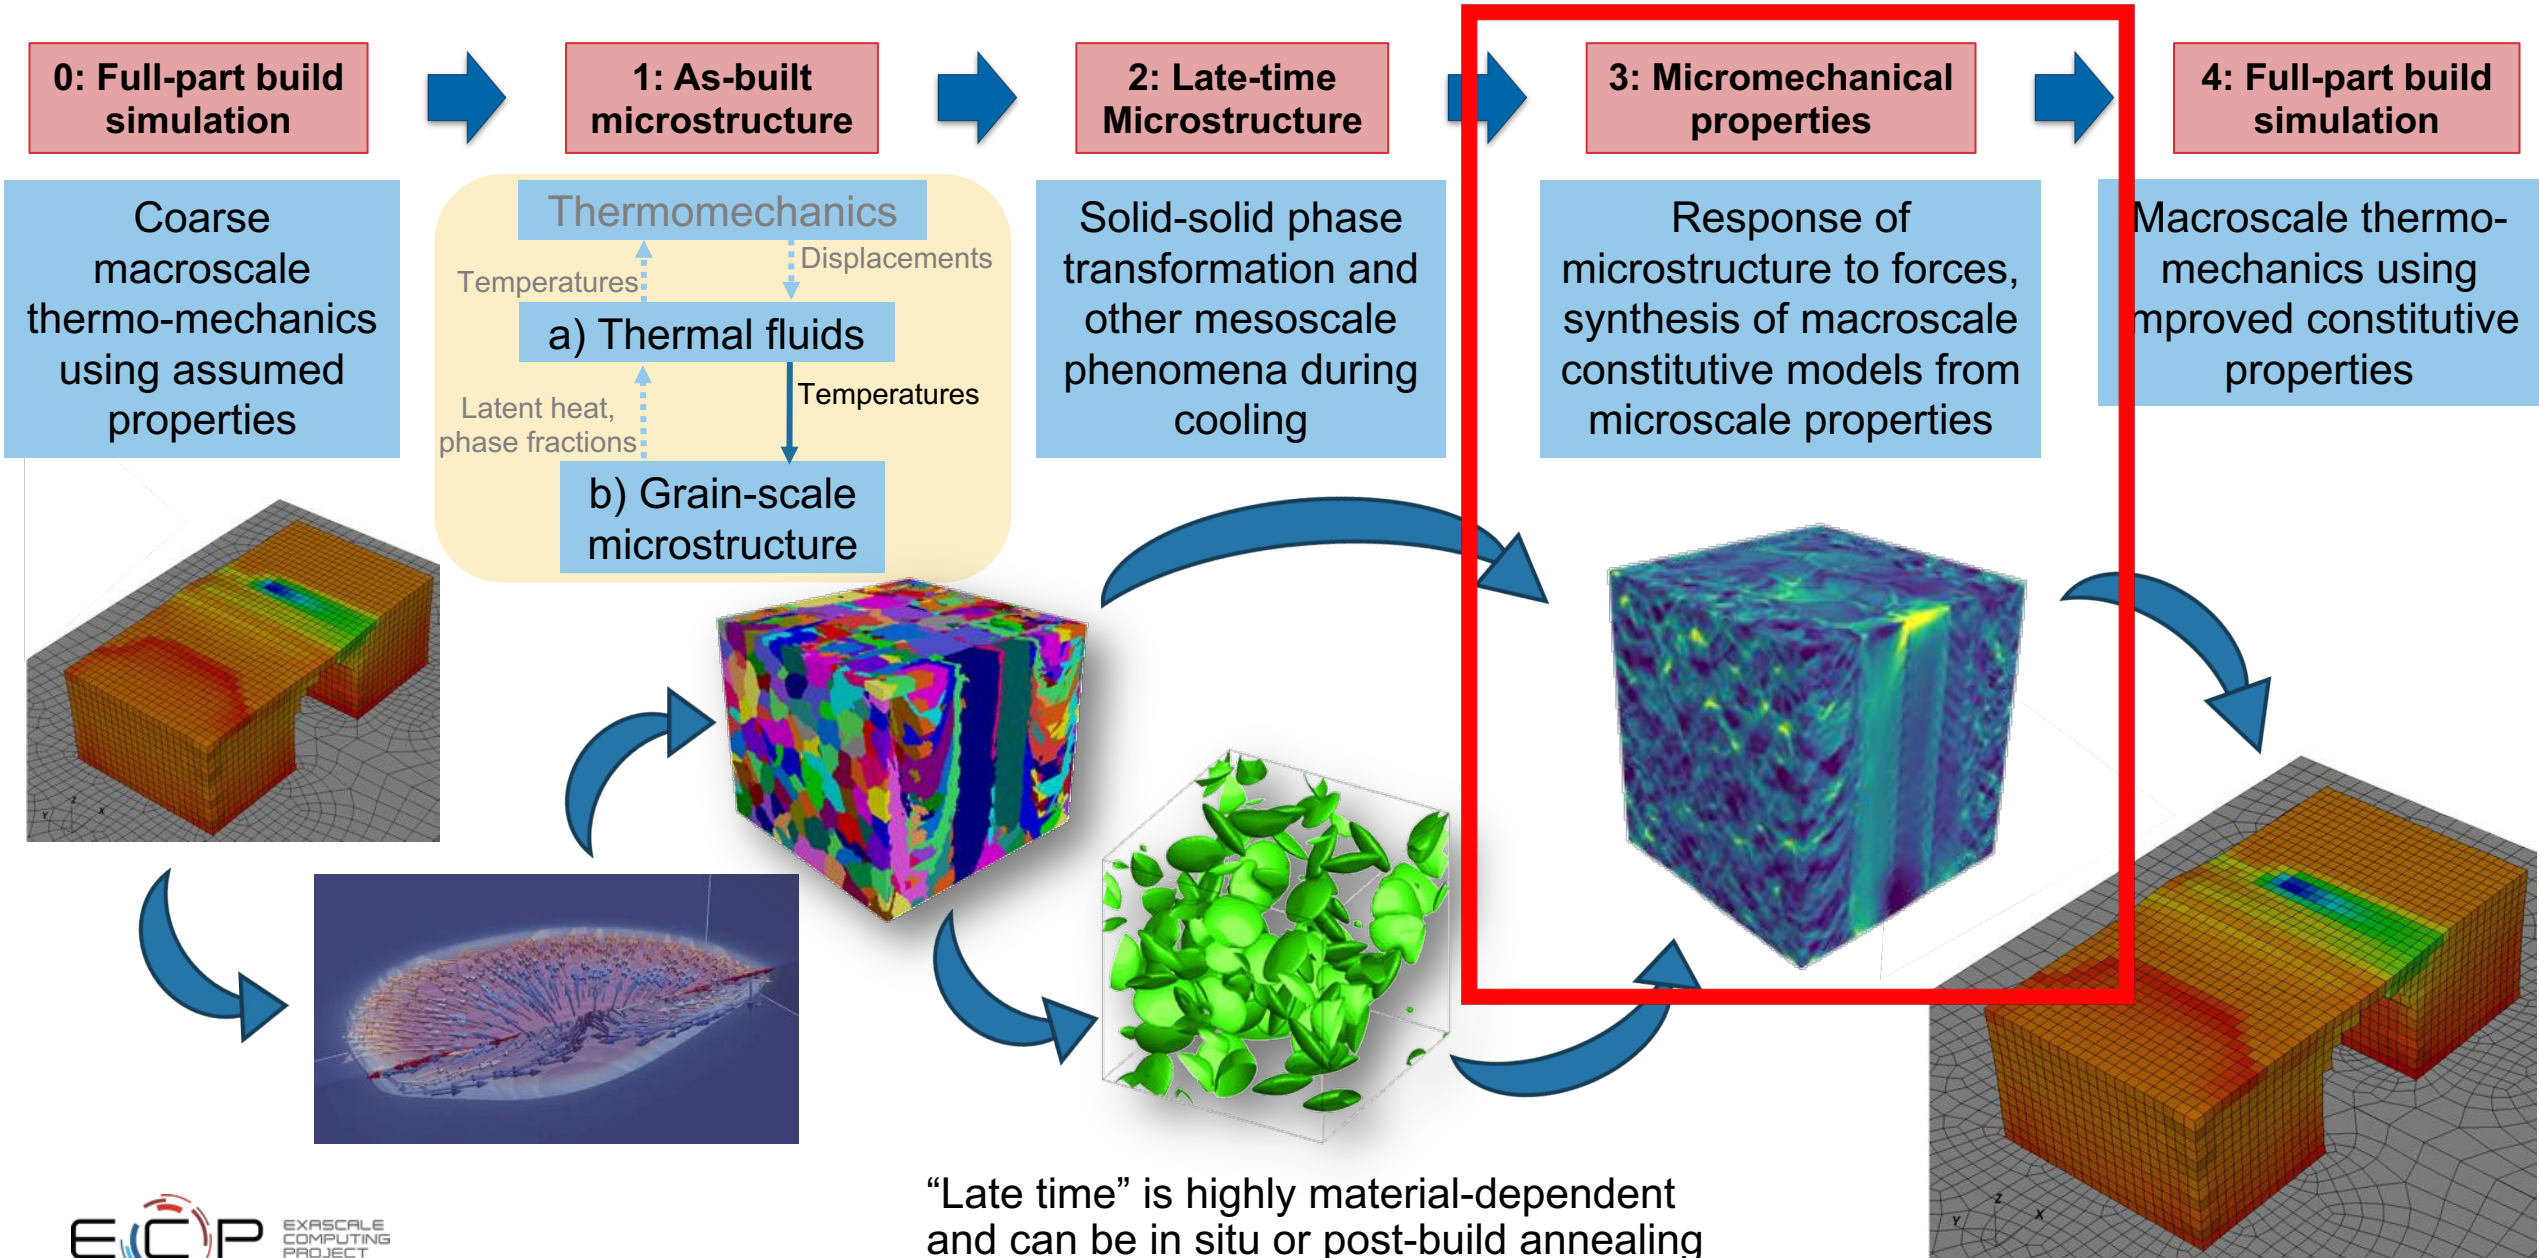 0: Full-part build
simulation
1: As-built
microstructure
2: Late-time
Microstructure
3: Micromechanical
properties
4: Full-part build
simulation
Coarse
macroscale
thermo-mechanics
using assumed
properties
Thermomechanics
Temperatures
Displacements
a) Thermal fluids
Latent heat,
phase fractions
Temperatures
b) Grain-scale
microstructure
Solid-solid phase
transformation and
other mesoscale
phenomena during
cooling
Response of
microstructure to forces,
synthesis of macroscale
constitutive models from
microscale properties
Macroscale thermo-
mechanics using
mproved constitutive
properties
Z
Y
X
Z
Y
X
“Late time” is highly material-dependent
and can be in situ or post-build annealing
ECP
EXASCALE
COMPUTING
PROJECT